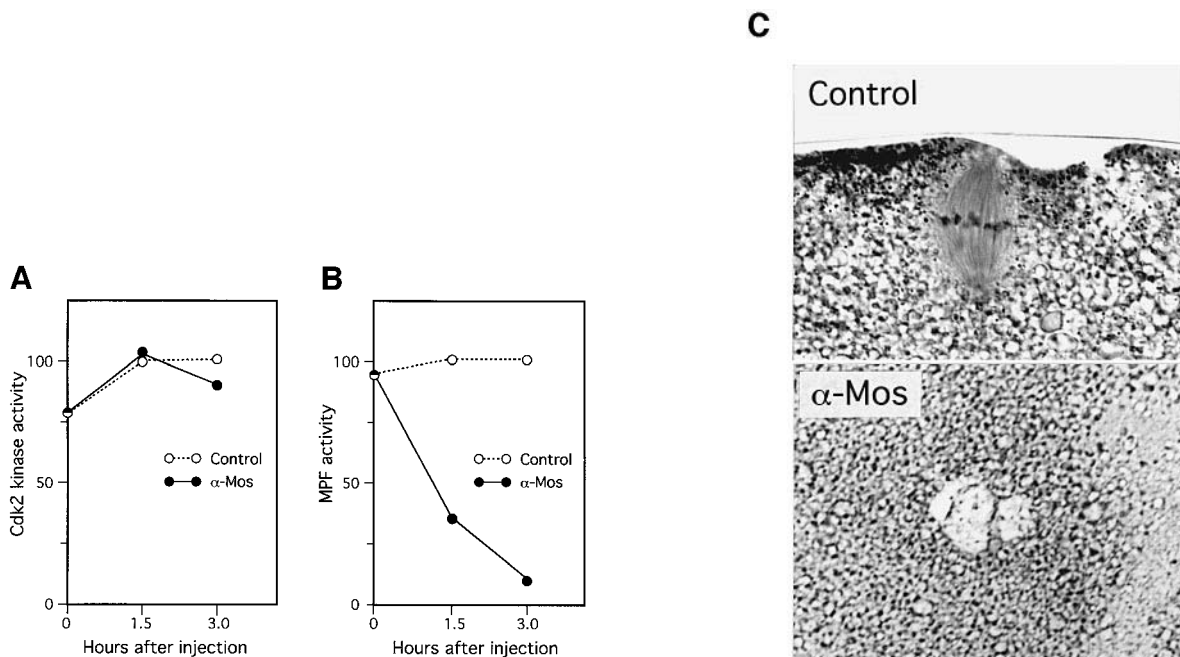 C
Control
α-Mos
A
Cdk2 kinase activity
100
50
0
Control
α-Mos
0 1.5 3.0
Hours after injection
B
MPF activity
100
50
0
Control
α-Mos
0 1.5 3.0
Hours after injection